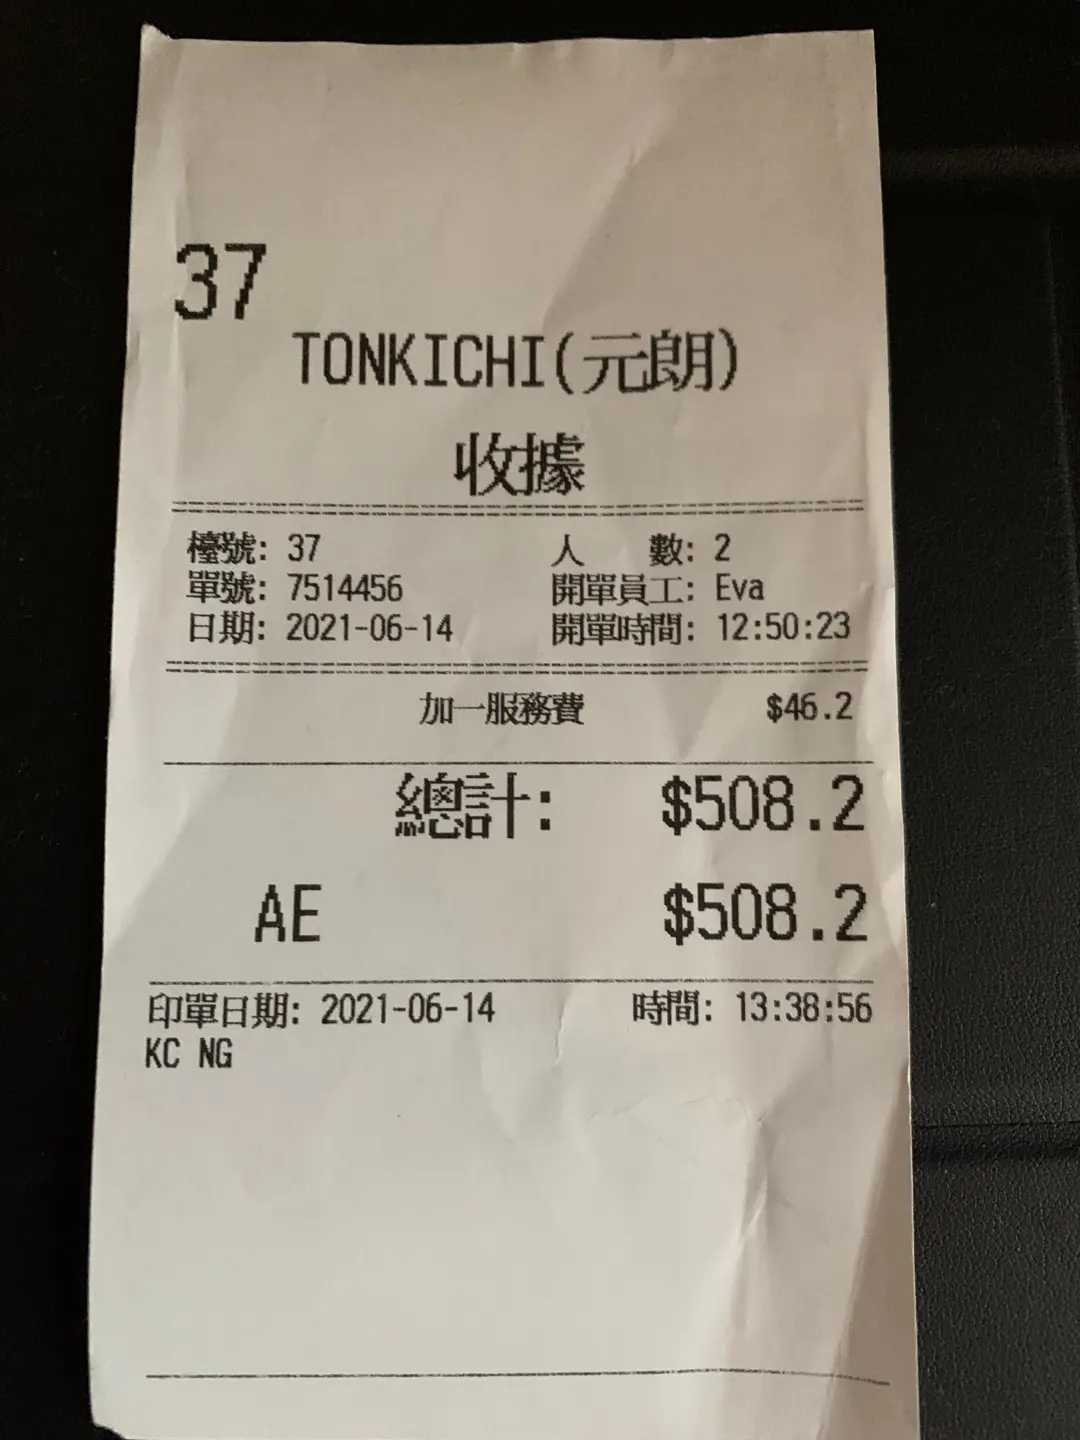 37
TONKICHI(元朗)
收據
檯號: 37 人 數: 2
單號: 7514456 開單員工: Eva
日期: 2021-06-14 開單時間: 12:50:23
加一服務費 $46.2
總計: $508.2
AE $508.2
印單日期: 2021-06-14 時間: 13:38:56
KC NG